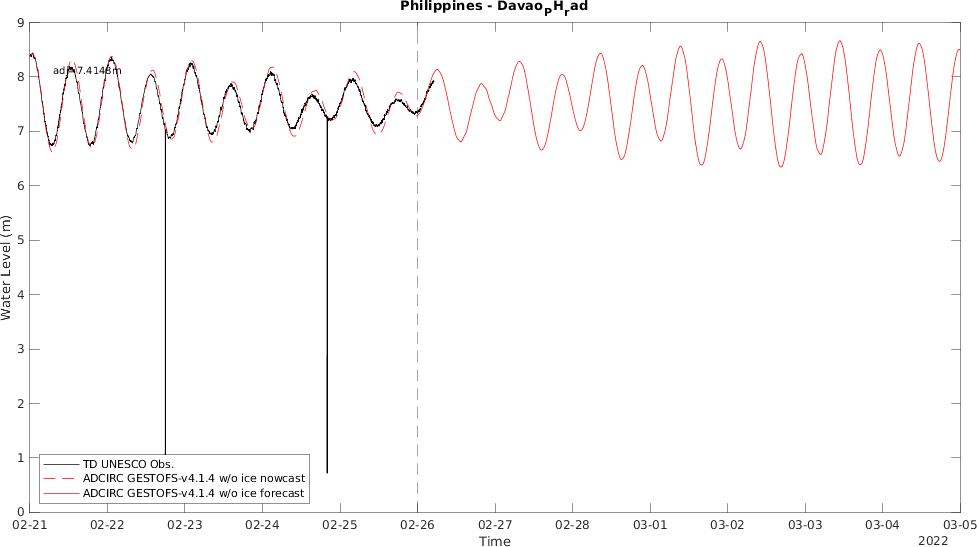 Philippines - Davao_PH_rad
adj=7.4148m
9
8
7
6
5
4
3
2
1
0
Water Level (m)
TD UNESCO Obs.
ADCIRC GESTOFS-v4.1.4 w/o ice nowcast
ADCIRC GESTOFS-v4.1.4 w/o ice forecast
02-21 02-22 02-23 02-24 02-25 02-26 02-27 02-28 03-01 03-02 03-03 03-04 03-05
Time
2022